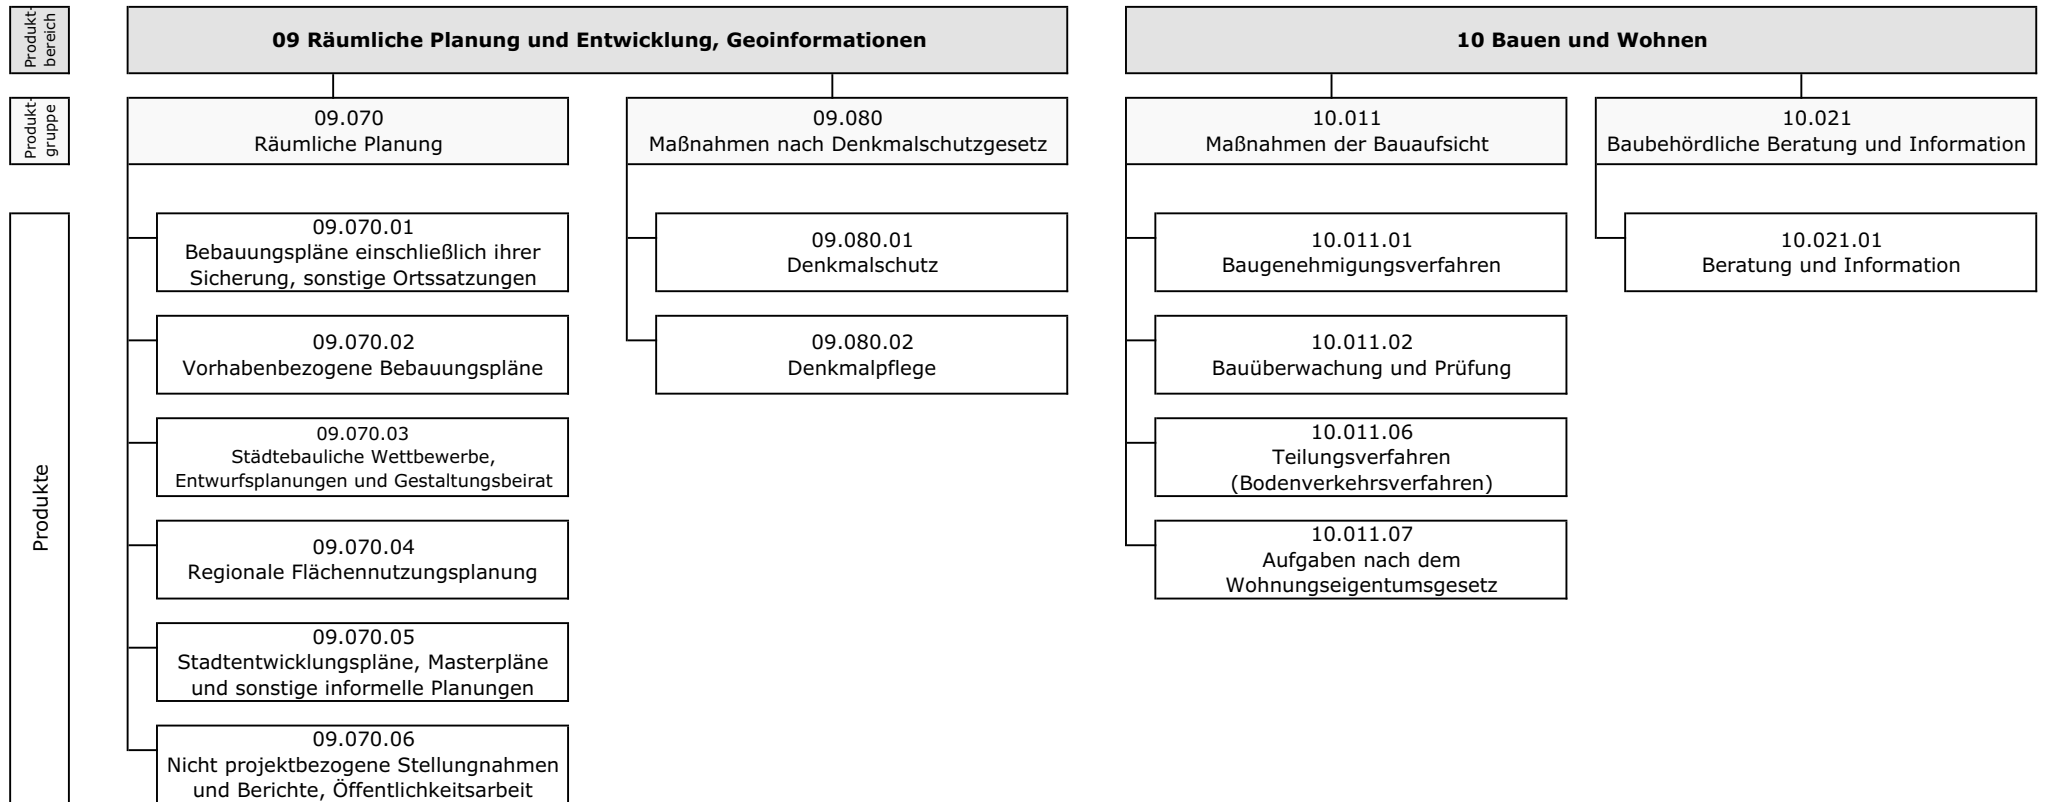 Produkt-
bereich
09 Räumliche Planung und Entwicklung, Geoinformationen
10 Bauen und Wohnen
Produkt-
gruppe
09.070
Räumliche Planung
09.080
Maßnahmen nach Denkmalschutzgesetz
10.011
Maßnahmen der Bauaufsicht
10.021
Baubehördliche Beratung und Information
Produkte
09.070.01
Bebauungspläne einschließlich ihrer
Sicherung, sonstige Ortssatzungen
09.070.02
Vorhabenbezogene Bebauungspläne
09.070.03
Städtebauliche Wettbewerbe,
Entwurfsplanungen und Gestaltungsbeirat
09.070.04
Regionale Flächennutzungsplanung
09.070.05
Stadtentwicklungspläne, Masterpläne
und sonstige informelle Planungen
09.070.06
Nicht projektbezogene Stellungnahmen
und Berichte, Öffentlichkeitsarbeit
09.080.01
Denkmalschutz
09.080.02
Denkmalpflege
10.011.01
Baugenehmigungsverfahren
10.011.02
Bauüberwachung und Prüfung
10.011.06
Teilungsverfahren
(Bodenverkehrsverfahren)
10.011.07
Aufgaben nach dem
Wohnungseigentumsgesetz
10.021.01
Beratung und Information